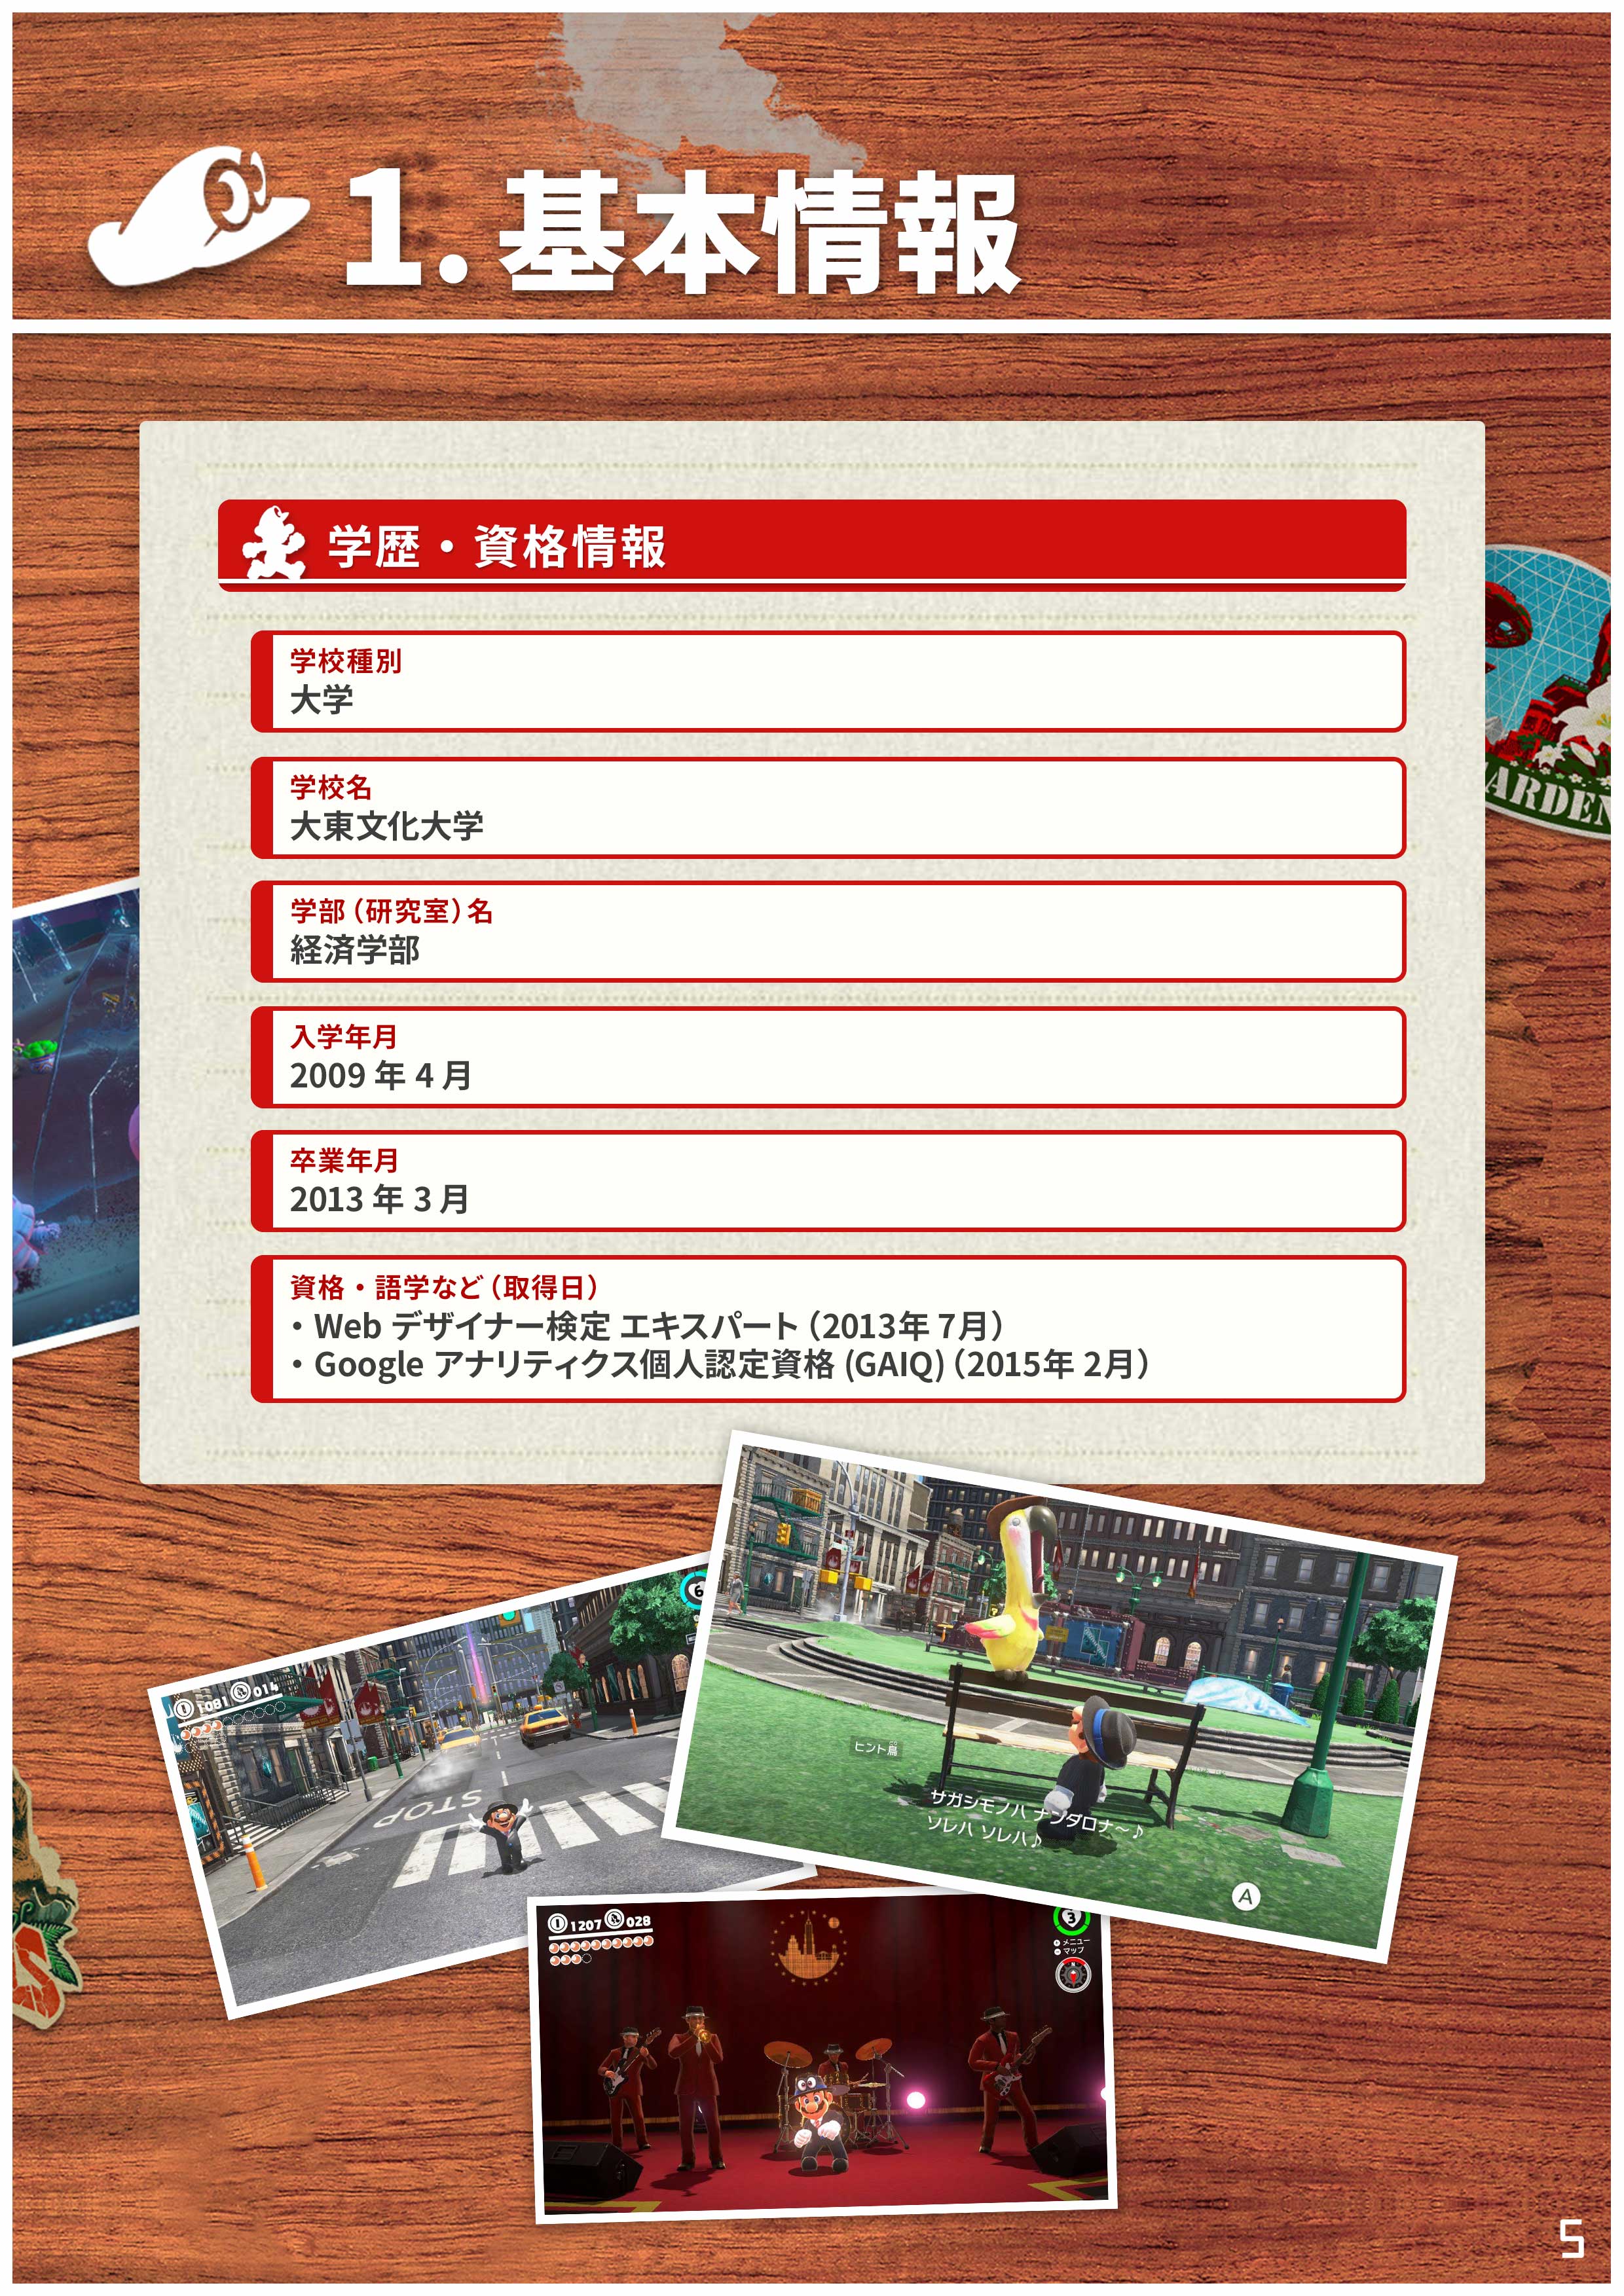 1. 基本情報
学歴・資格情報
学校種別
大学
学校名
大東文化大学
学部（研究室）名
経済学部
入学年月
2009 年 4 月
卒業年月
2013 年 3 月
資格・語学など（取得日）
・Web デザイナー検定 エキスパート（2013年 7月）
・Google アナリティクス個人認定資格 (GAIQ)（2015年 2月）
ARDEN
1081 014
6
STOP
ヒント鳥
サガシモノハ ナンダロナ～♪
ソレハ ソレハ♪
A
1207 028
3
メニュー
マップ
S
5